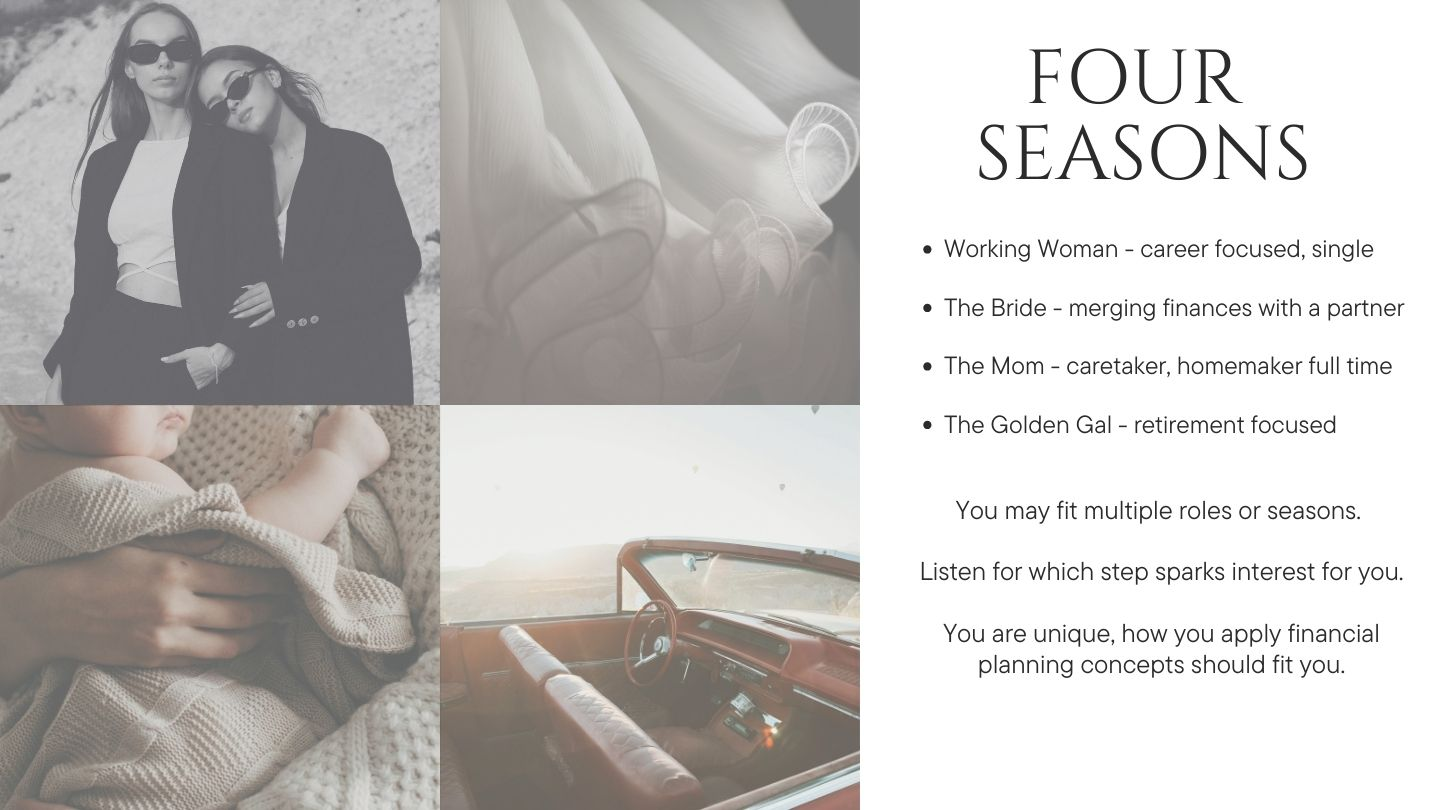 FOUR
SEASONS
• Working Woman - career focused, single
• The Bride - merging finances with a partner
• The Mom - caretaker, homemaker full time
• The Golden Gal - retirement focused
You may fit multiple roles or seasons.
Listen for which step sparks interest for you.
You are unique, how you apply financial
planning concepts should fit you.